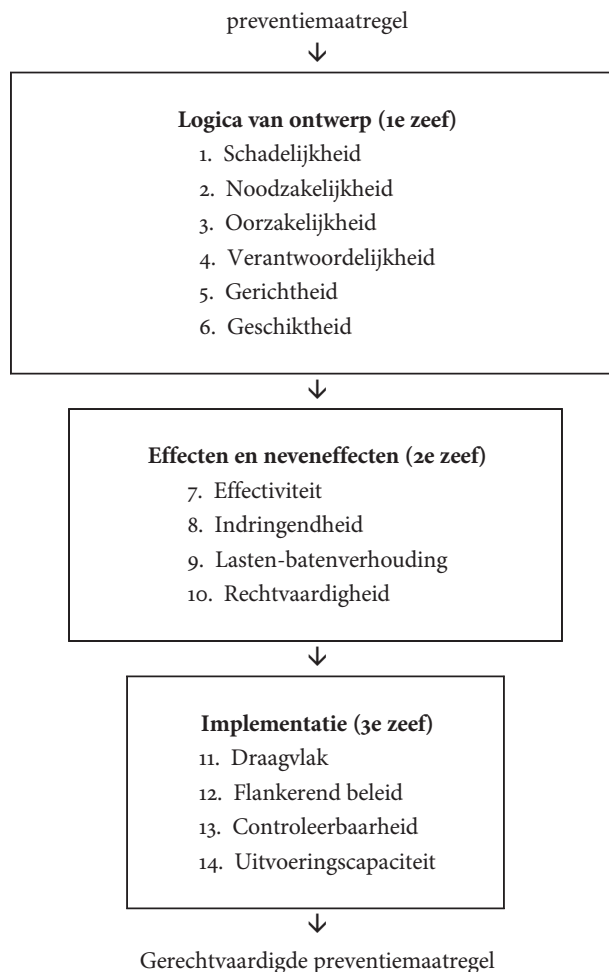 preventiemaatregel
↓
Logica van ontwerp (1e zeef)
1. Schadelijkheid
2. Noodzakelijkheid
3. Oorzakelijkheid
4. Verantwoordelijkheid
5. Gerichtheid
6. Geschiktheid
↓
Effecten en neveneffecten (2e zeef)
7. Effectiviteit
8. Indringendheid
9. Lasten-batenverhouding
10. Rechtvaardigheid
↓
Implementatie (3e zeef)
11. Draagvlak
12. Flankerend beleid
13. Controleerbaarheid
14. Uitvoeringscapaciteit
↓
Gerechtvaardigde preventiemaatregel